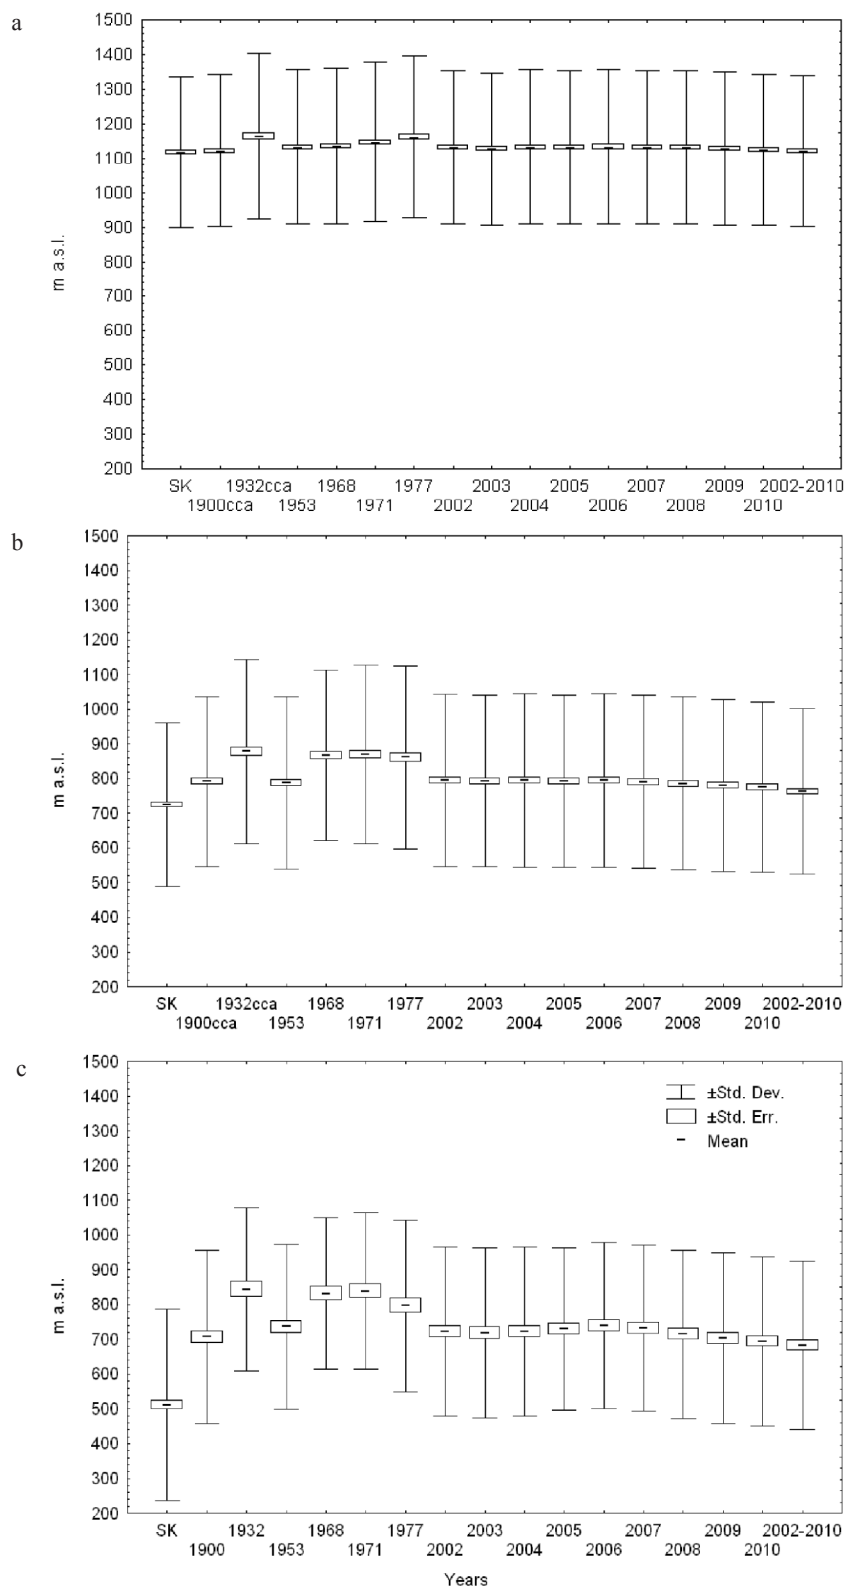 a
1500
1400
1300
1200
1100
1000
900
800
700
600
500
400
300
200
m a.s.l.
SK 1932cca 1968 1977 2003 2005 2007 2009 2002-2010
1900cca 1953 1971 2002 2004 2006 2008 2010
b
1500
1400
1300
1200
1100
1000
900
800
700
600
500
400
300
200
m a.s.l.
SK 1932cca 1968 1977 2003 2005 2007 2009 2002-2010
1900cca 1953 1971 2002 2004 2006 2008 2010
c
1500
1400
1300
1200
1100
1000
900
800
700
600
500
400
300
200
m a.s.l.
±Std. Dev.
±Std. Err.
Mean
SK 1932 1968 1977 2003 2005 2007 2009 2002-2010
1900 1953 1971 2002 2004 2006 2008 2010
Years